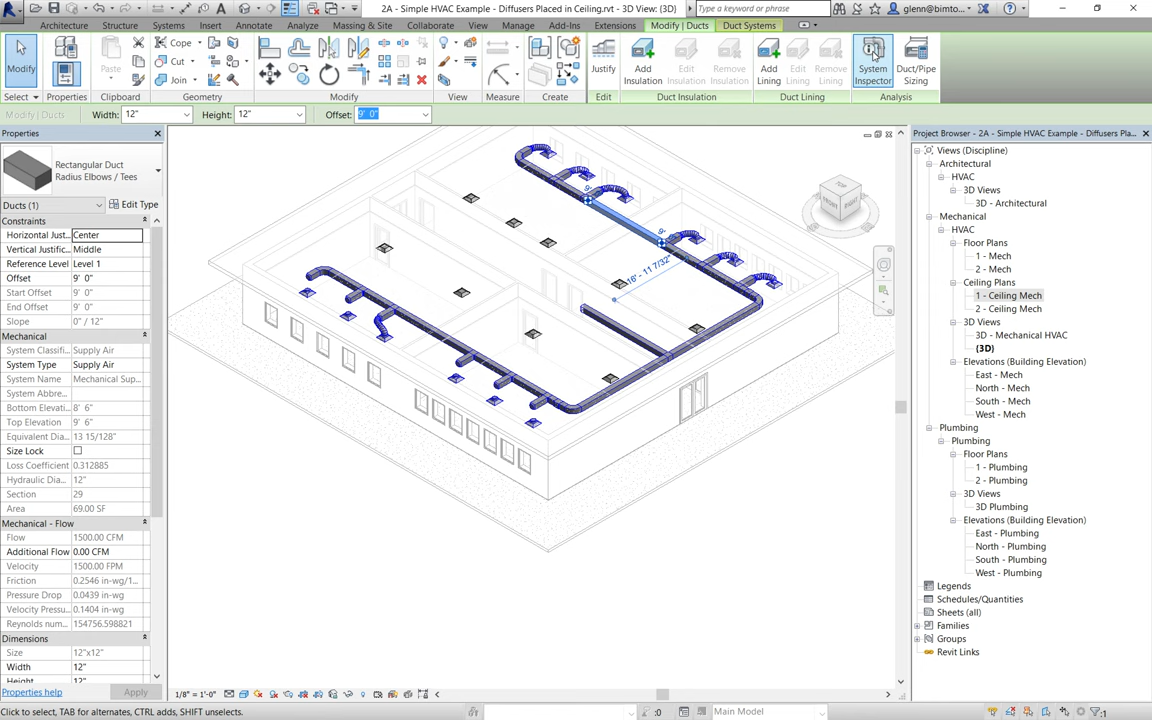 2A - Simple HVAC Example - Diffusers Placed in Ceiling.rvt - 3D View: {3D}
Type a keyword or phrase
glenn@bimto...
Architecture Structure Systems Insert Annotate Analyze Massing & Site Collaborate View Manage Add-Ins Extensions Modify | Ducts Duct Systems
Modify
Paste
Cope
Cut
Join
Justify
Add Insulation
Edit Insulation
Remove Insulation
Add Lining
Edit Lining
Remove Lining
System Inspector
Duct/Pipe Sizing
Select Properties Clipboard Geometry Modify View Measure Create Edit Duct Insulation Duct Lining Analysis
Modify | Ducts Width: 12" Height: 12" Offset: 9' 0"
Properties
Rectangular Duct
Radius Elbows / Tees
Ducts (1) Edit Type
Constraints
Horizontal Just... Center
Vertical Justific... Middle
Reference Level Level 1
Offset 9' 0"
Start Offset 9' 0"
End Offset 9' 0"
Slope 0" / 12"
Mechanical
System Classifi... Supply Air
System Type Supply Air
System Name Mechanical Sup...
System Abbre...
Bottom Elevati... 8' 6"
Top Elevation 9' 6"
Equivalent Dia... 13 15/128"
Size Lock
Loss Coefficient 0.312885
Hydraulic Dia... 12"
Section 29
Area 69.00 SF
Mechanical - Flow
Flow 1500.00 CFM
Additional Flow 0.00 CFM
Velocity 1500.00 FPM
Friction 0.2546 in-wg/1...
Pressure Drop 0.0439 in-wg
Velocity Pressu... 0.1404 in-wg
Reynolds num... 154756.598821
Dimensions
Size 12"x12"
Width 12"
Height 12"
Properties help Apply
9'
9'
16' - 11 7/32"
TOP
FRONT
RIGHT
Project Browser - 2A - Simple HVAC Example - Diffusers Pla...
Views (Discipline)
Architectural
HVAC
3D Views
3D - Architectural
Mechanical
HVAC
Floor Plans
1 - Mech
2 - Mech
Ceiling Plans
1 - Ceiling Mech
2 - Ceiling Mech
3D Views
3D - Mechanical HVAC
{3D}
Elevations (Building Elevation)
East - Mech
North - Mech
South - Mech
West - Mech
Plumbing
Plumbing
Floor Plans
1 - Plumbing
2 - Plumbing
3D Views
3D Plumbing
Elevations (Building Elevation)
East - Plumbing
North - Plumbing
South - Plumbing
West - Plumbing
Legends
Schedules/Quantities
Sheets (all)
Families
Groups
Revit Links
1/8" = 1'-0"
Click to select, TAB for alternates, CTRL adds, SHIFT unselects.
:0
Main Model
:1